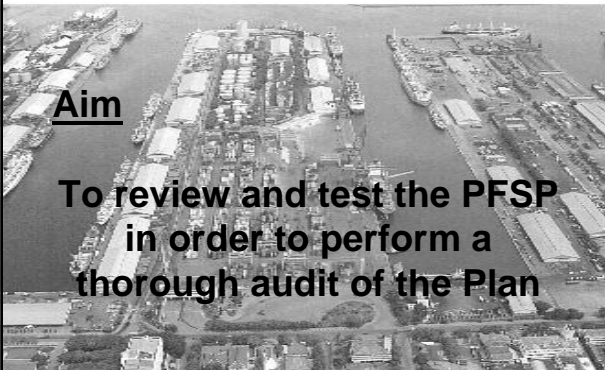 Aim
To review and test the PFSP
in order to perform a
thorough audit of the Plan